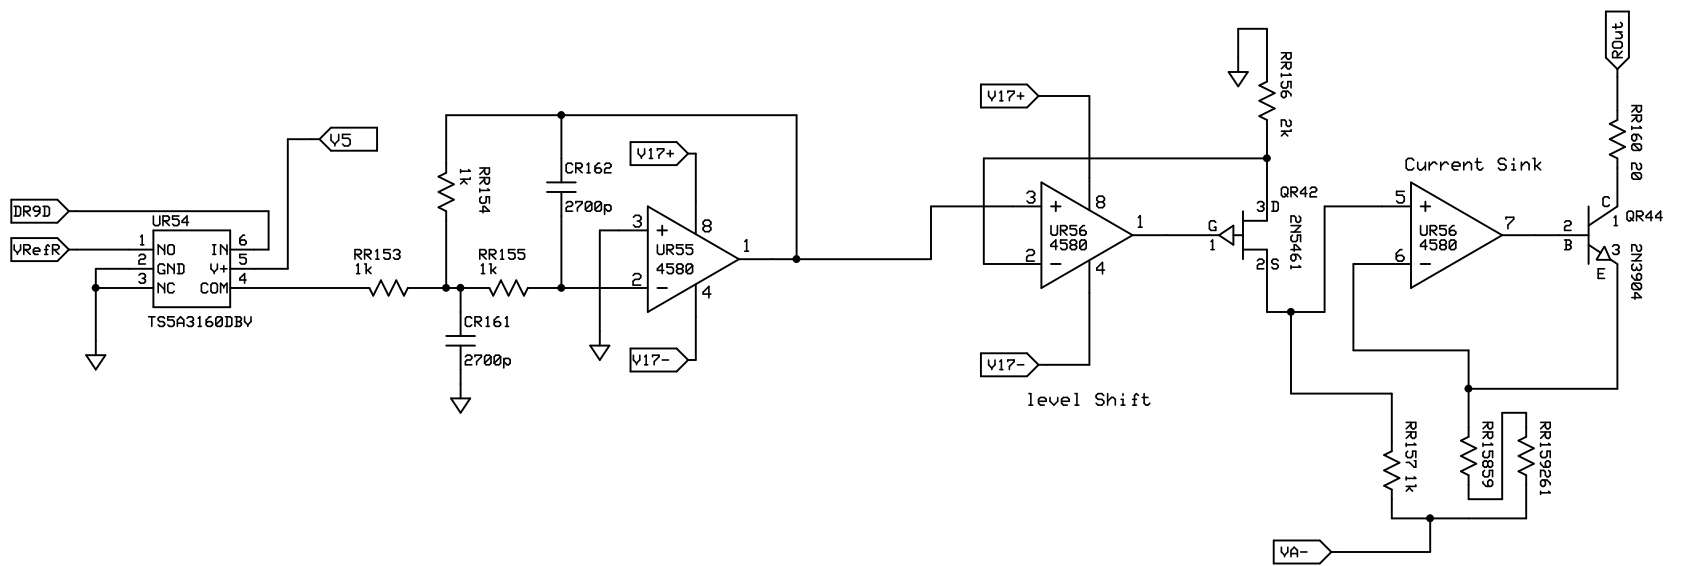 DR9D
VRefR
V5
UR54
1 NO IN 6
2 GND V+ 5
3 NC COM 4
TS5A3160DBV
RR153
1k
RR154
1k
RR155
1k
CR161
2700p
CR162
2700p
V17+
V17-
3 + 8
UR55
4580
1
2 − 4
V17+
V17-
3 + 8
UR56
4580
1
2 − 4
level Shift
RR156 2k
QR42
3 D
G
1
2 S
2N5461
Current Sink
5 +
UR56
4580
7
6 −
ROut
RR160 20
C
1
QR44
2
B
3
E
2N3904
RR157 1k
RR15859
RR159261
VA-